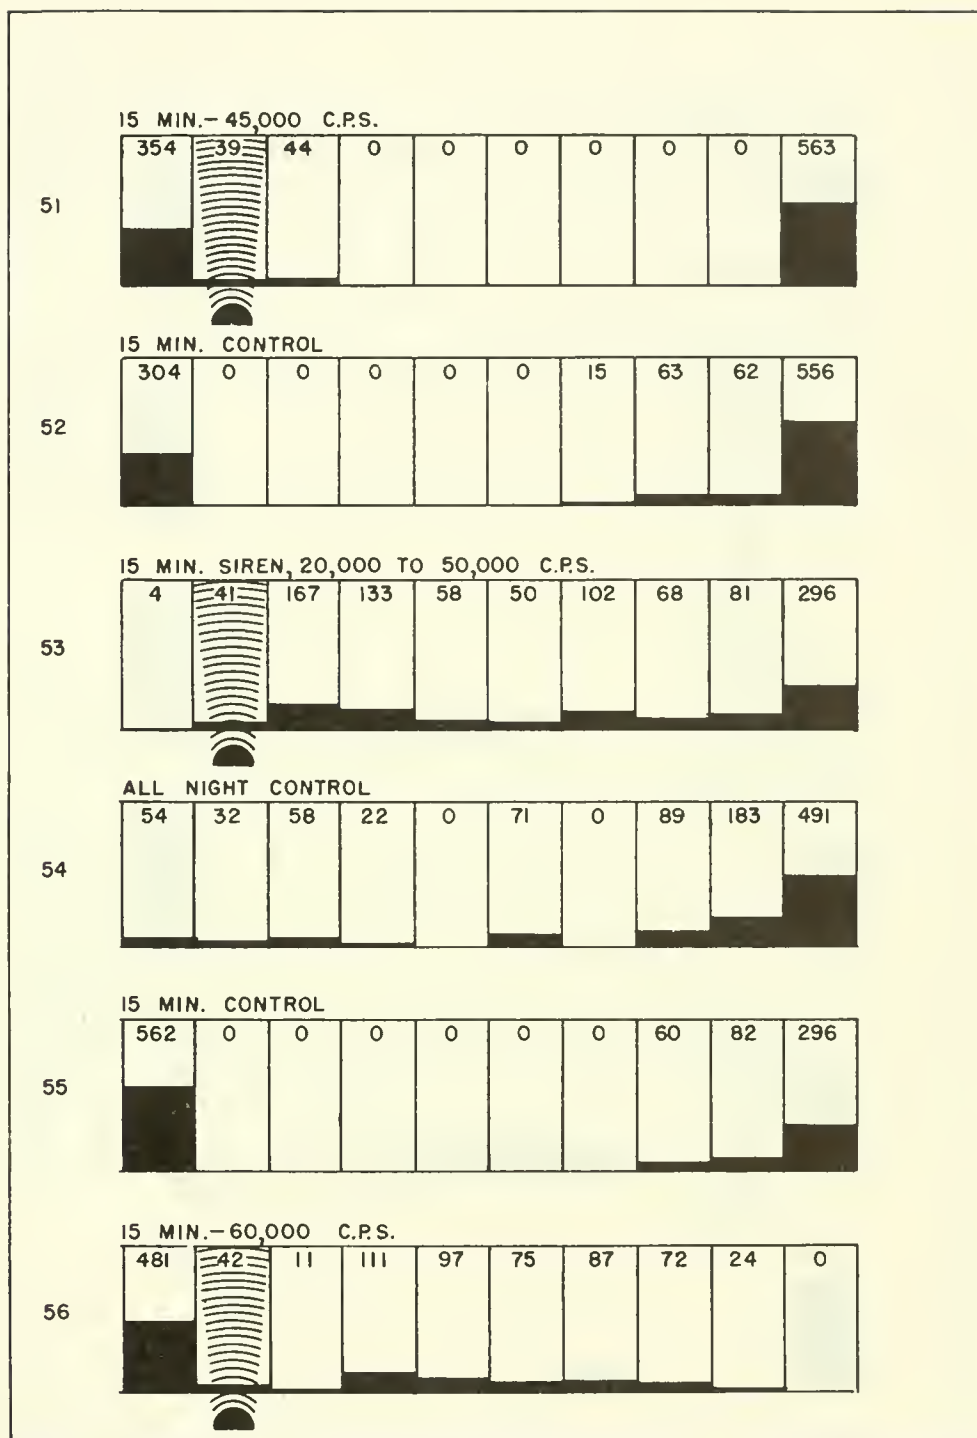 15 MIN.-45,000 C.P.S.
354 39 44 0 0 0 0 0 0 563
51
15 MIN. CONTROL
304 0 0 0 0 0 15 63 62 556
52
15 MIN. SIREN, 20,000 TO 50,000 C.P.S.
4 41 167 133 58 50 102 68 81 296
53
ALL NIGHT CONTROL
54 32 58 22 0 71 0 89 183 491
54
15 MIN. CONTROL
562 0 0 0 0 0 0 60 82 296
55
15 MIN.-60,000 C.P.S.
481 42 11 111 97 75 87 72 24 0
56